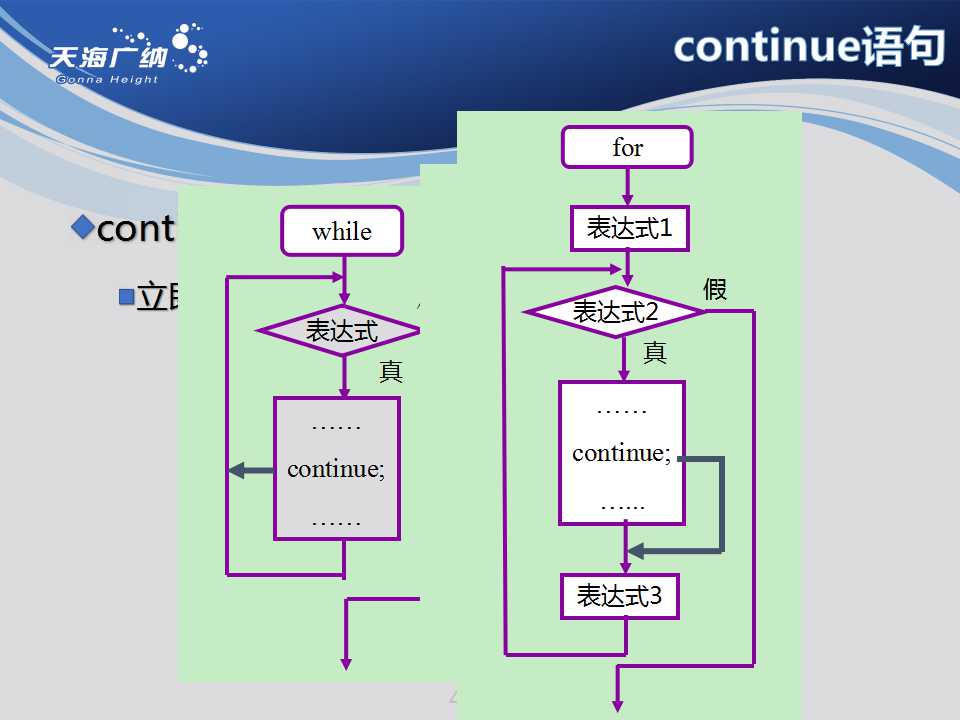 天海广纳
Gonna Height
continue语句
cont
立
while
表达式
真
……
continue;
……
for
表达式1
表达式2
假
真
……
continue;
…...
表达式3